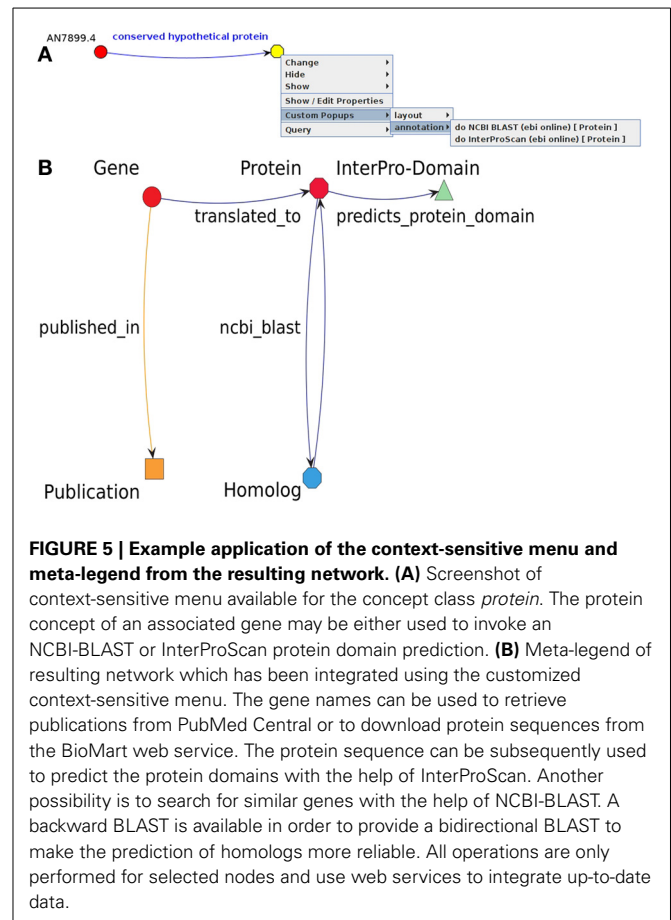 A
AN7899.4
conserved hypothetical protein
Change
Hide
Show
Show / Edit Properties
Custom Popups
Query
layout
annotation
do NCBI BLAST (ebi online) [ Protein ]
do InterProScan (ebi online) [ Protein ]
B
Gene
Protein
InterPro-Domain
translated_to
predicts_protein_domain
published_in
ncbi_blast
Publication
Homolog
FIGURE 5 | Example application of the context-sensitive menu and
meta-legend from the resulting network. (A) Screenshot of
context-sensitive menu available for the concept class protein. The protein
concept of an associated gene may be either used to invoke an
NCBI-BLAST or InterProScan protein domain prediction. (B) Meta-legend of
resulting network which has been integrated using the customized
context-sensitive menu. The gene names can be used to retrieve
publications from PubMed Central or to download protein sequences from
the BioMart web service. The protein sequence can be subsequently used
to predict the protein domains with the help of InterProScan. Another
possibility is to search for similar genes with the help of NCBI-BLAST. A
backward BLAST is available in order to provide a bidirectional BLAST to
make the prediction of homologs more reliable. All operations are only
performed for selected nodes and use web services to integrate up-to-date
data.